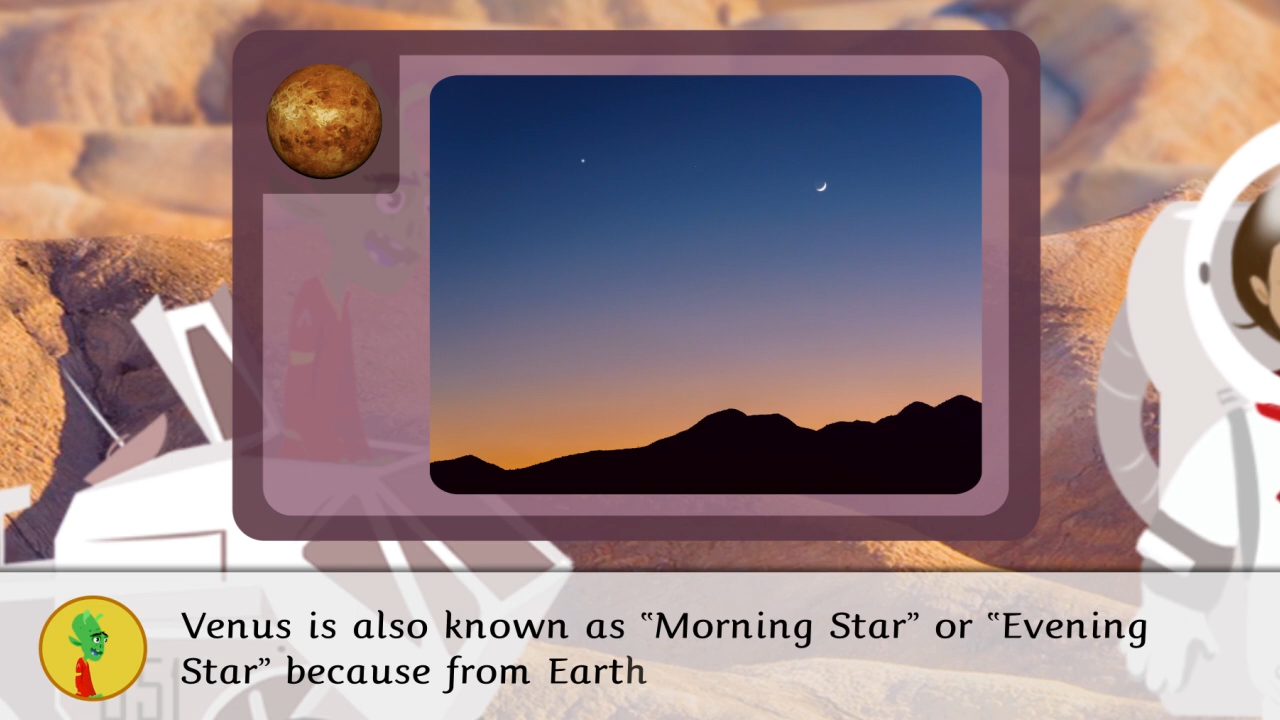 Venus is also known as “Morning Star” or “Evening
Star” because from Earth